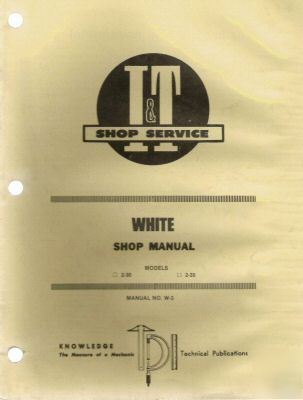 I&T
SHOP SERVICE
WHITE
SHOP MANUAL
MODELS
2-30 2-35
MANUAL NO. W-3
KNOWLEDGE
The Measure of a Mechanic
TPI
Technical Publications